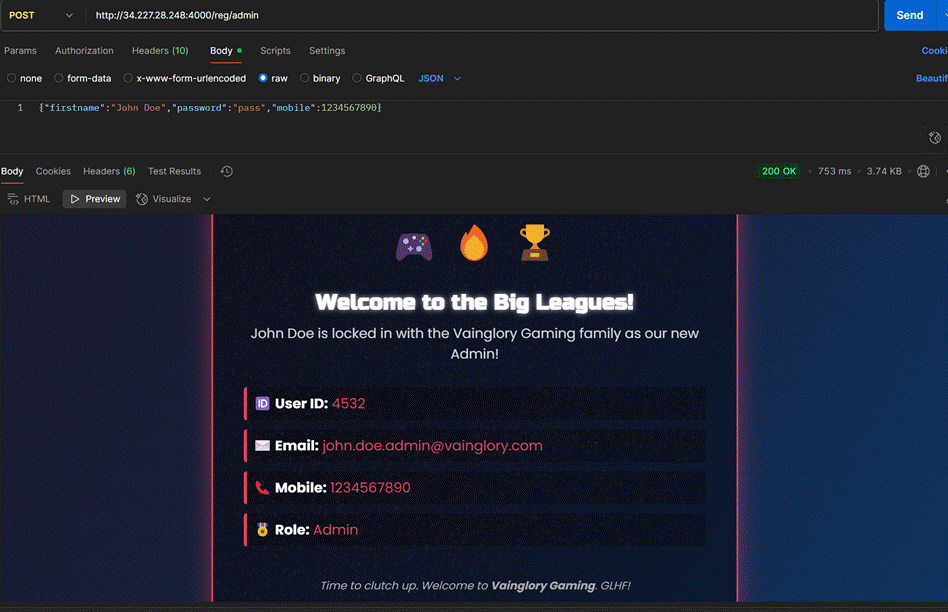 POST http://34.227.28.248:4000/reg/admin Send
Params Authorization Headers (10) Body Scripts Settings
none form-data x-www-form-urlencoded raw binary GraphQL JSON
1 {"firstname":"John Doe","password":"pass","mobile":1234567890}
Body Cookies Headers (6) Test Results 200 OK 753 ms 3.74 KB
HTML Preview Visualize
Welcome to the Big Leagues!
John Doe is locked in with the Vainglory Gaming family as our new
Admin!
ID User ID: 4532
Email: john.doe.admin@vainglory.com
Mobile: 1234567890
Role: Admin
Time to clutch up. Welcome to Vainglory Gaming. GLHF!